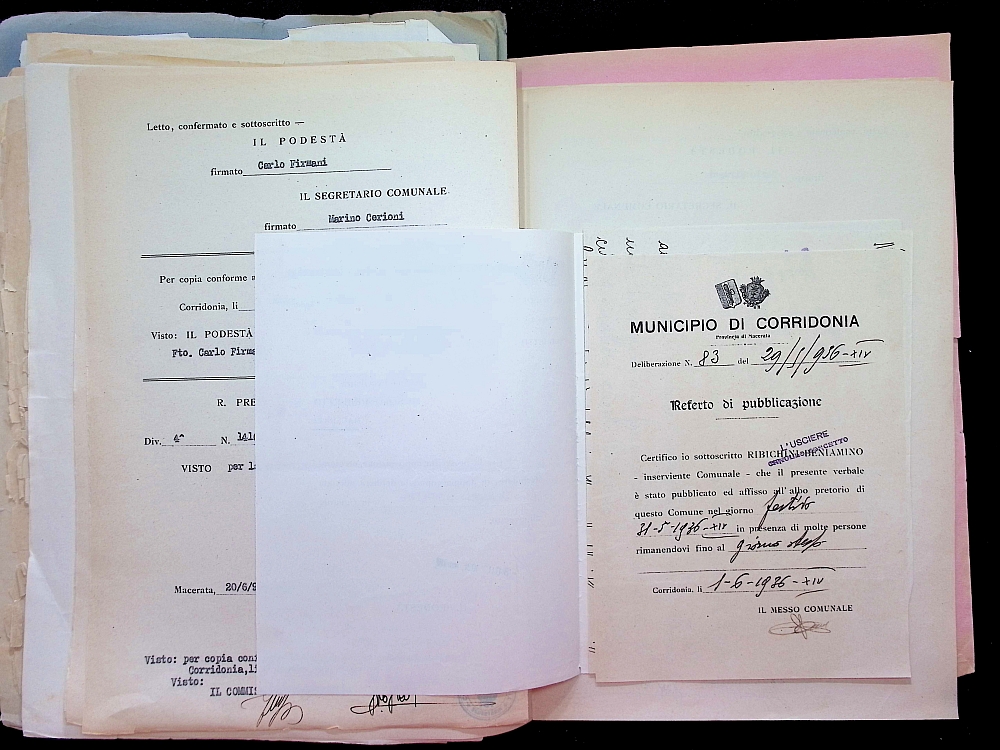 Letto, confermato e sottoscritto —
IL PODESTÀ
firmato Carlo Firmani
IL SEGRETARIO COMUNALE
firmato Marino Cerioni
Per copia conforme
Corridonia, li
Visto: IL PODESTÀ
Fto. Carlo Firma
R. PRE
Div. 4^ N. 141
VISTO per l
Macerata, 20/6/9
Visto: per copia con
Corridonia,li
Visto:
IL COMMIS
MUNICIPIO DI CORRIDONIA
Provincia di Macerata
Deliberazione N. 83 del 29/5/936-XIV
Referto di pubblicazione
L'USCIERE
Certifico io sottoscritto RIBICHINI BENIAMINO
- inserviente Comunale - che il presente verbale
è stato pubblicato ed affisso all'albo pretorio di
questo Comune nel giorno festivo
31-5-1936-XIV in presenza di molte persone
rimanendovi fino al giorno stesso
Corridonia, li 1-6-1936-XIV
IL MESSO COMUNALE